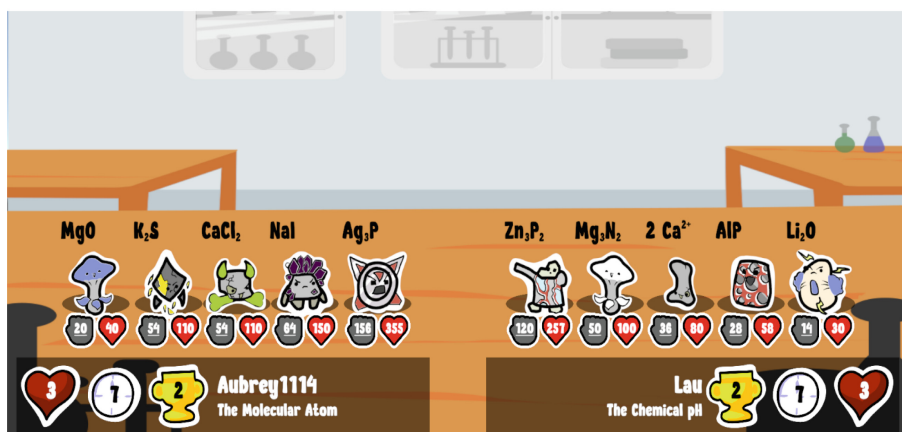 MgO K₂S CaCl₂ NaI Ag₃P Zn₃P₂ Mg₃N₂ 2 Ca²⁺ AlP Li₂O
20 40 54 110 54 110 64 150 156 355 120 257 50 100 36 80 28 58 14 30
3 7 2 Aubrey1114 Lau 2 7 3
The Molecular Atom The Chemical pH